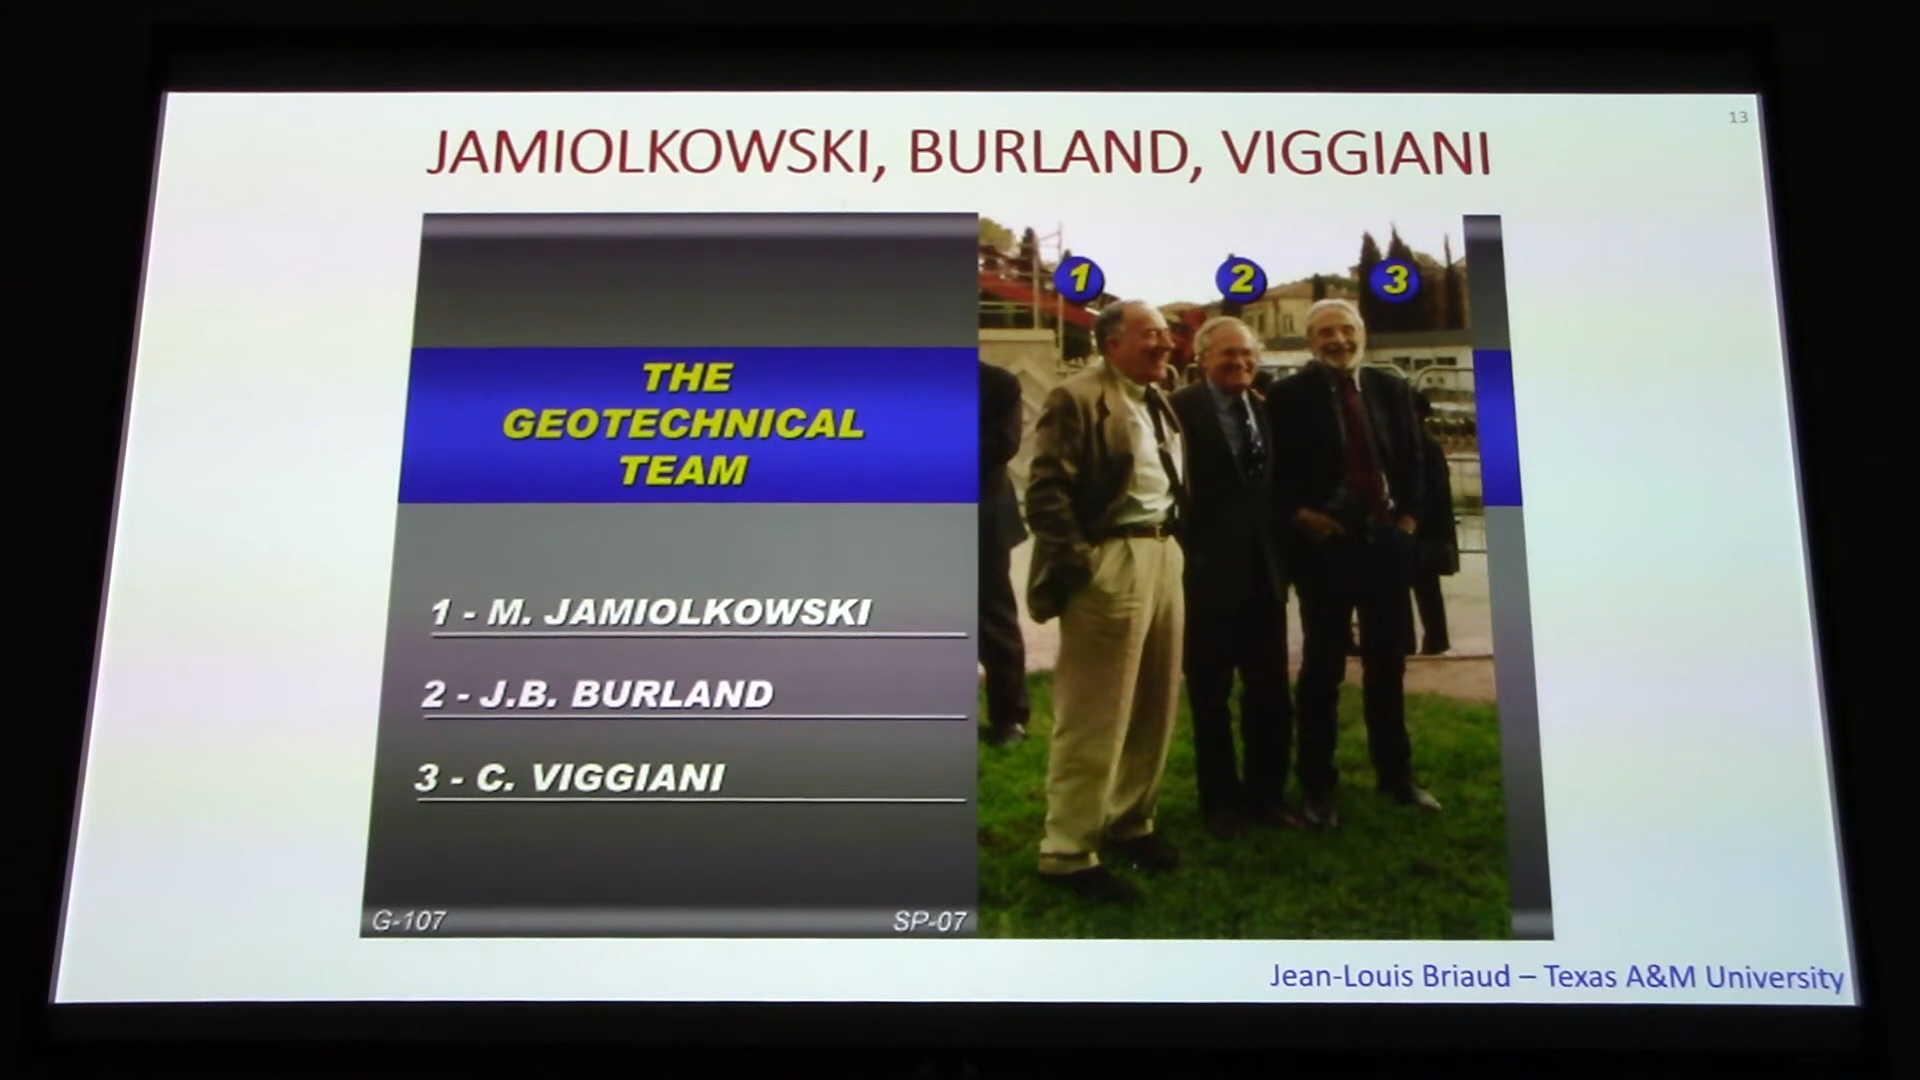 13
JAMIOLKOWSKI, BURLAND, VIGGIANI
1
2
3
THE
GEOTECHNICAL
TEAM
1 - M. JAMIOLKOWSKI
2 - J.B. BURLAND
3 - C. VIGGIANI
G-107
SP-07
Jean-Louis Briaud – Texas A&M University